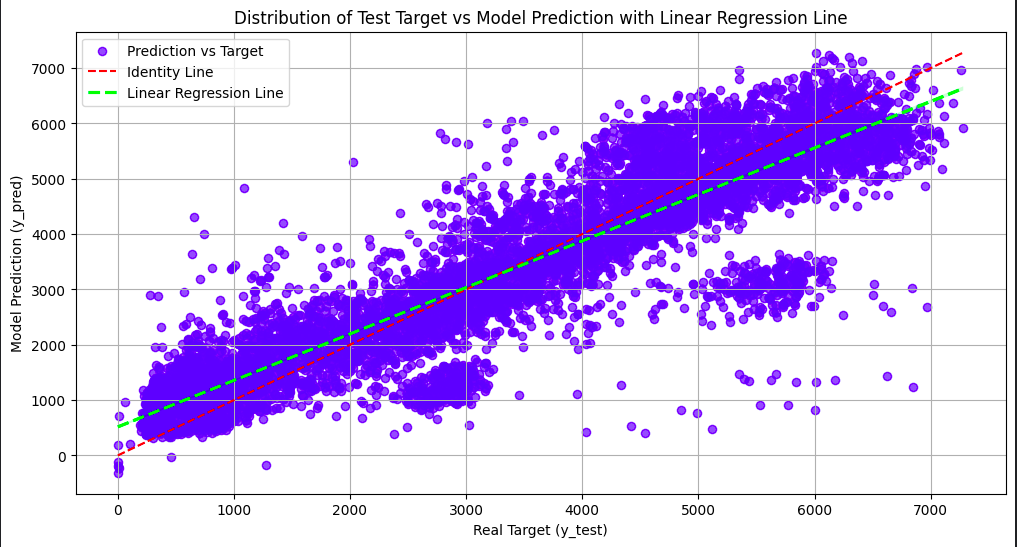 Distribution of Test Target vs Model Prediction with Linear Regression Line
Prediction vs Target
Identity Line
Linear Regression Line
Model Prediction (y_pred)
7000
6000
5000
4000
3000
2000
1000
0
0 1000 2000 3000 4000 5000 6000 7000
Real Target (y_test)